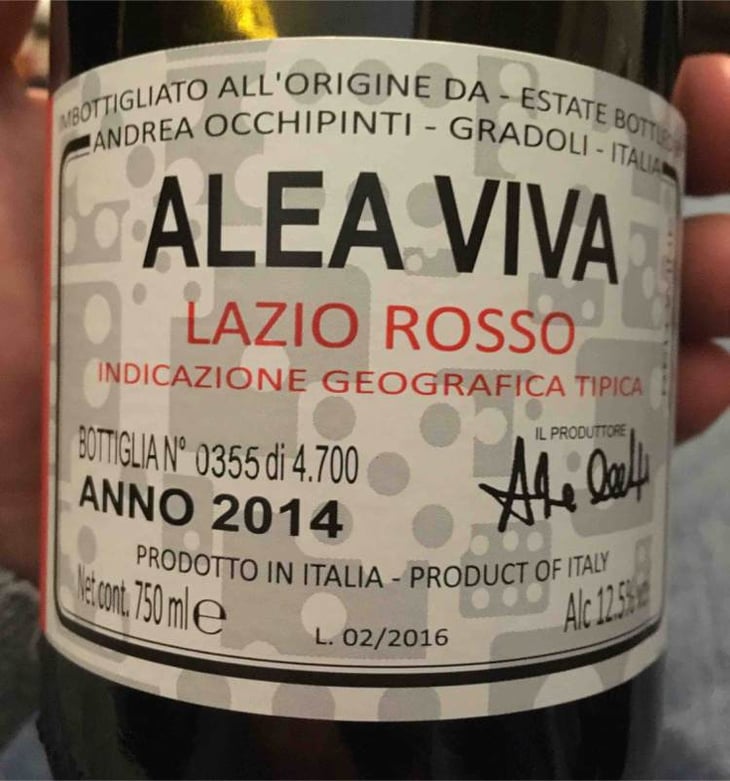 IMBOTTIGLIATO ALL'ORIGINE DA - ESTATE BOTTLED
ANDREA OCCHIPINTI - GRADOLI - ITALIA
ALEA VIVA
LAZIO ROSSO
INDICAZIONE GEOGRAFICA TIPICA
BOTTIGLIA N° 0355 di 4.700
IL PRODUTTORE
ANNO 2014
PRODOTTO IN ITALIA - PRODUCT OF ITALY
Net cont. 750 ml e
Alc 12.5% vol
L. 02/2016